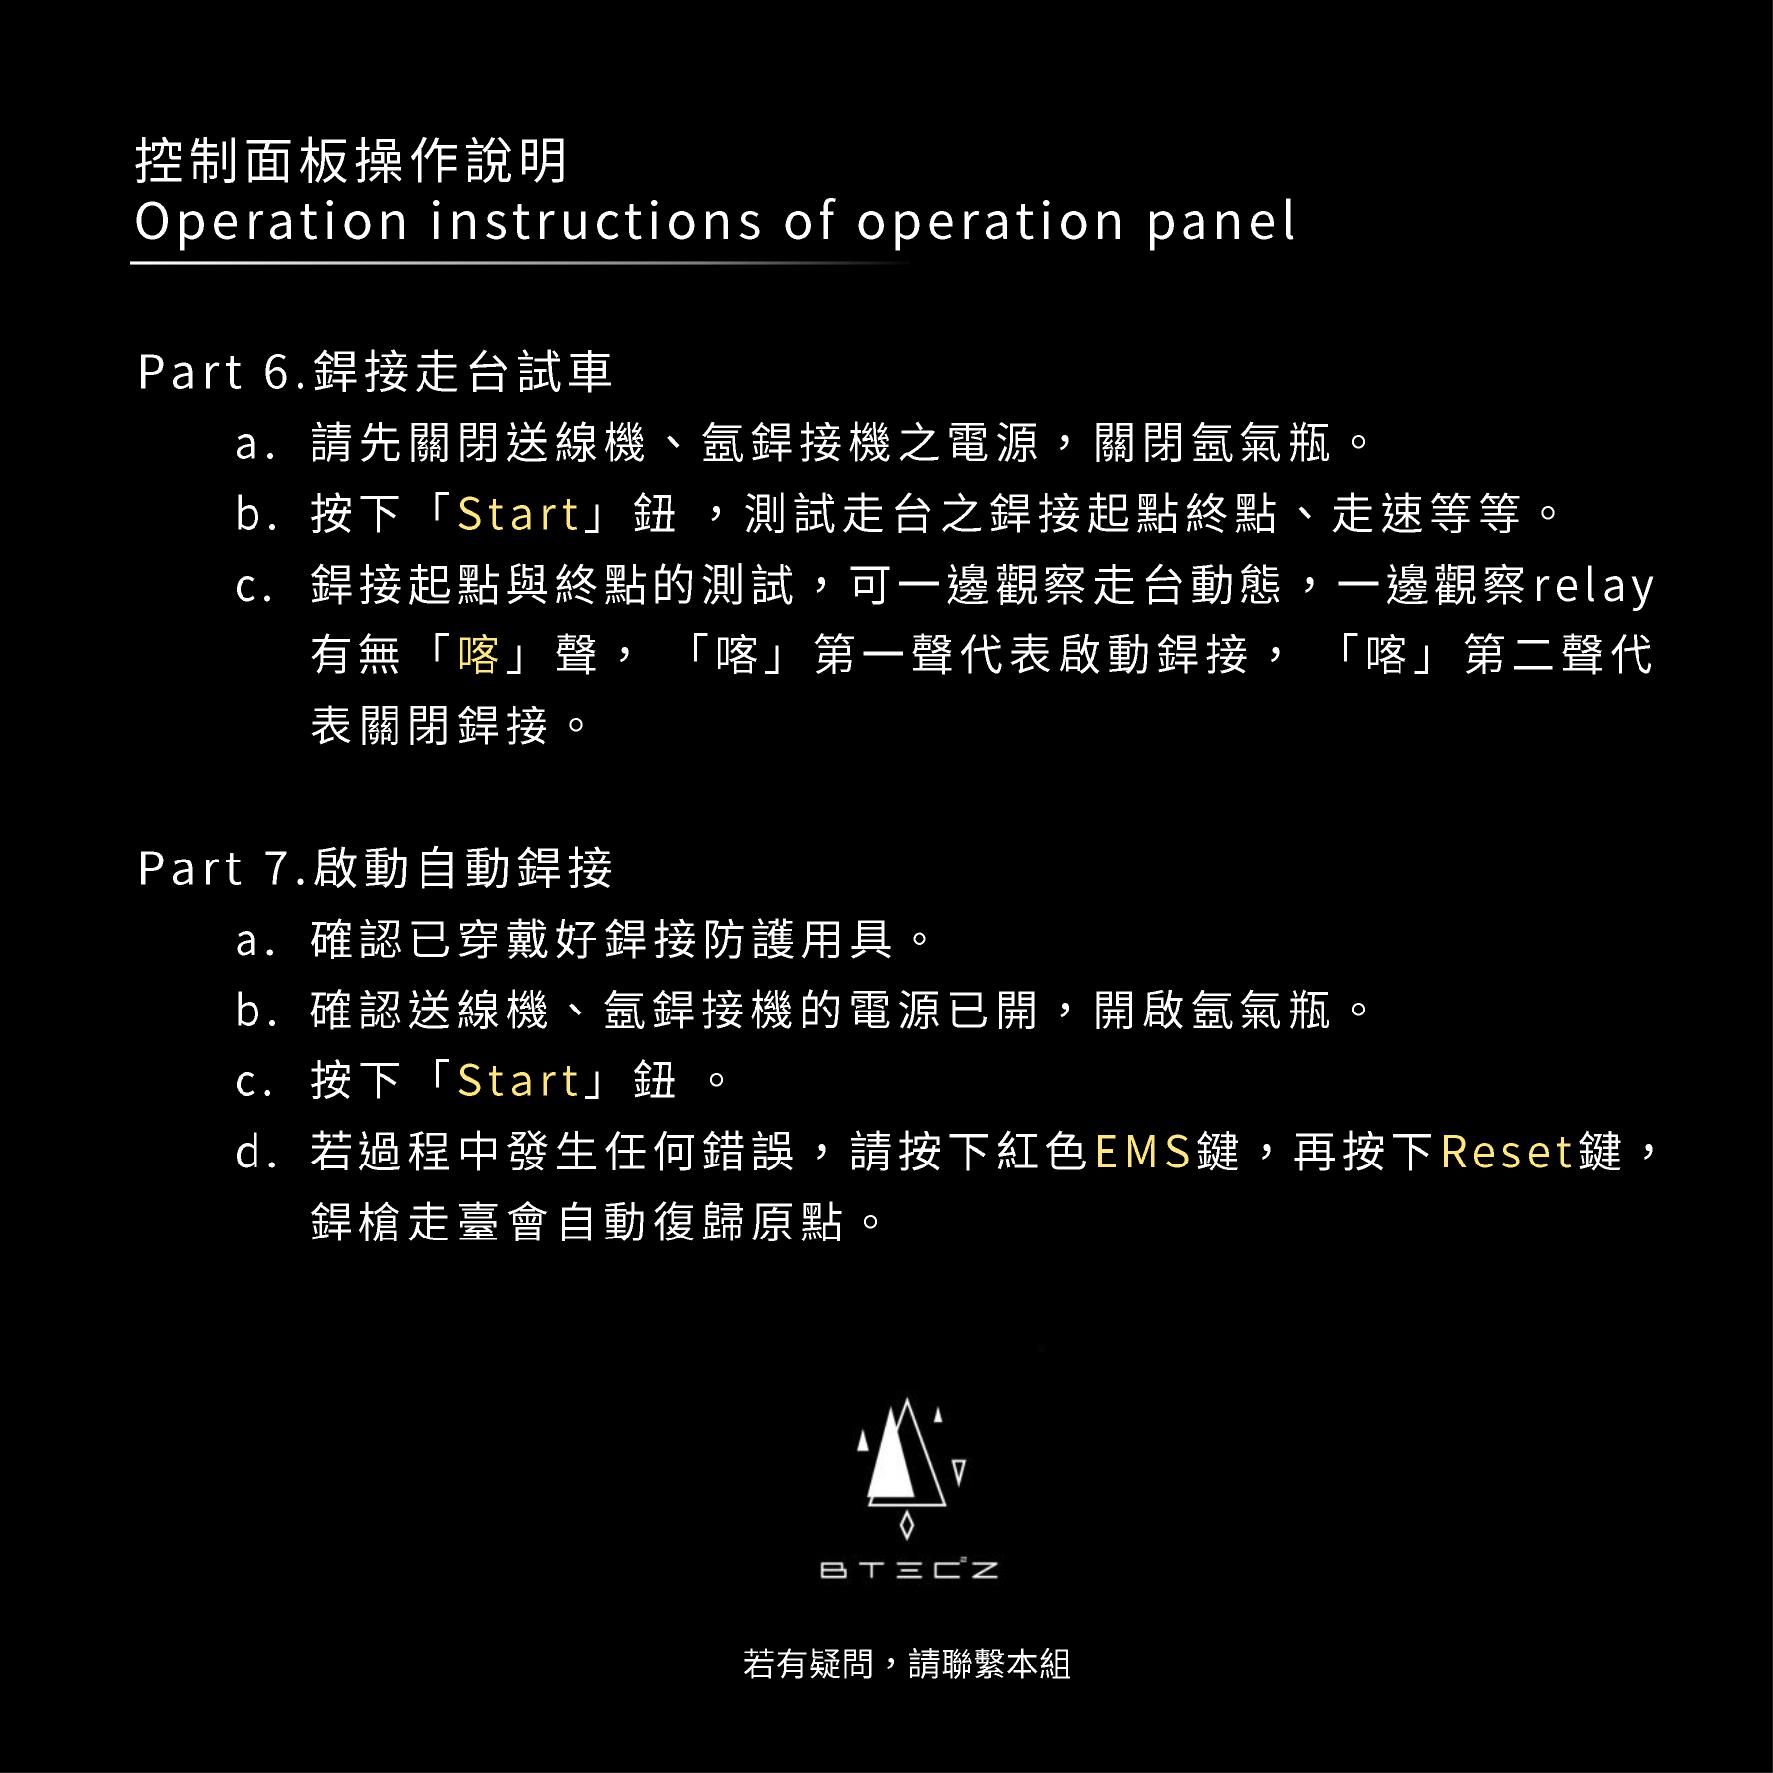 控制面板操作說明
Operation instructions of operation panel
Part 6.銲接走台試車
a. 請先關閉送線機、氬銲接機之電源，關閉氬氣瓶。
b. 按下「Start」鈕 ，測試走台之銲接起點終點、走速等等。
c. 銲接起點與終點的測試，可一邊觀察走台動態，一邊觀察relay
有無「喀」聲， 「喀」第一聲代表啟動銲接， 「喀」第二聲代
表關閉銲接。
Part 7.啟動自動銲接
a. 確認已穿戴好銲接防護用具。
b. 確認送線機、氬銲接機的電源已開，開啟氬氣瓶。
c. 按下「Start」鈕 。
d. 若過程中發生任何錯誤，請按下紅色EMS鍵，再按下Reset鍵，
銲槍走臺會自動復歸原點。
BTECZ
若有疑問，請聯繫本組